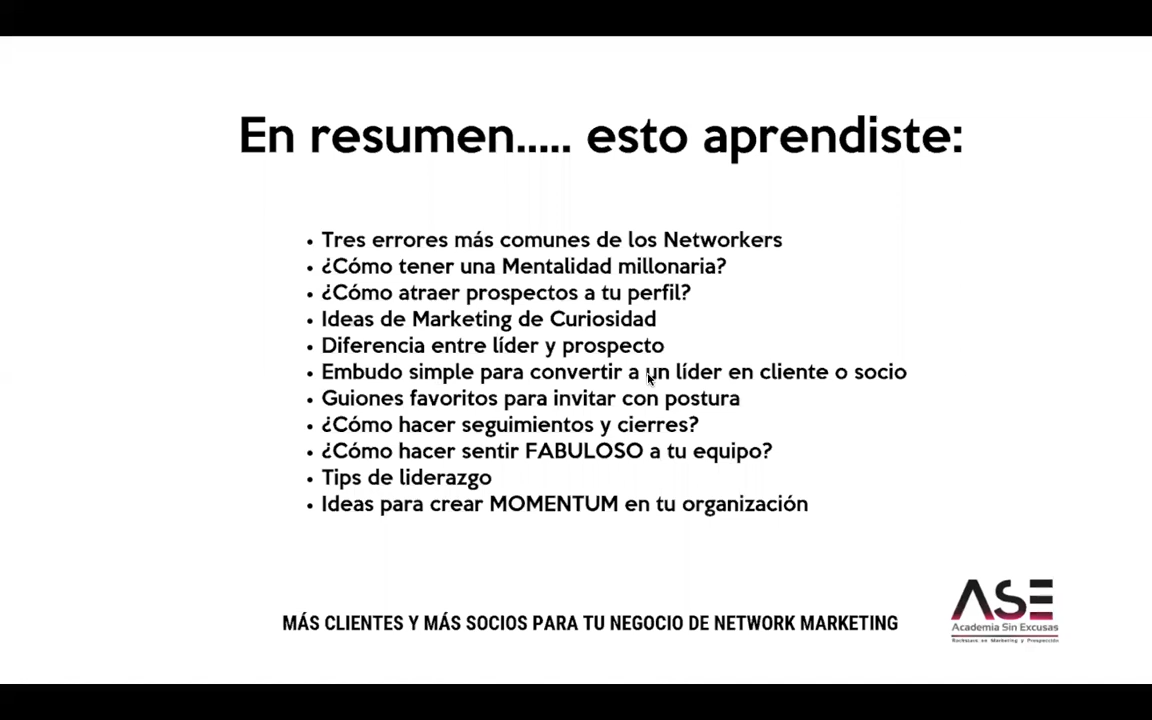 En resumen..... esto aprendiste:
• Tres errores más comunes de los Networkers
• ¿Cómo tener una Mentalidad millonaria?
• ¿Cómo atraer prospectos a tu perfil?
• Ideas de Marketing de Curiosidad
• Diferencia entre líder y prospecto
• Embudo simple para convertir a un líder en cliente o socio
• Guiones favoritos para invitar con postura
• ¿Cómo hacer seguimientos y cierres?
• ¿Cómo hacer sentir FABULOSO a tu equipo?
• Tips de liderazgo
• Ideas para crear MOMENTUM en tu organización
MÁS CLIENTES Y MÁS SOCIOS PARA TU NEGOCIO DE NETWORK MARKETING
ASE
Academia Sin Excusas
Rockstars en Marketing y Prospección